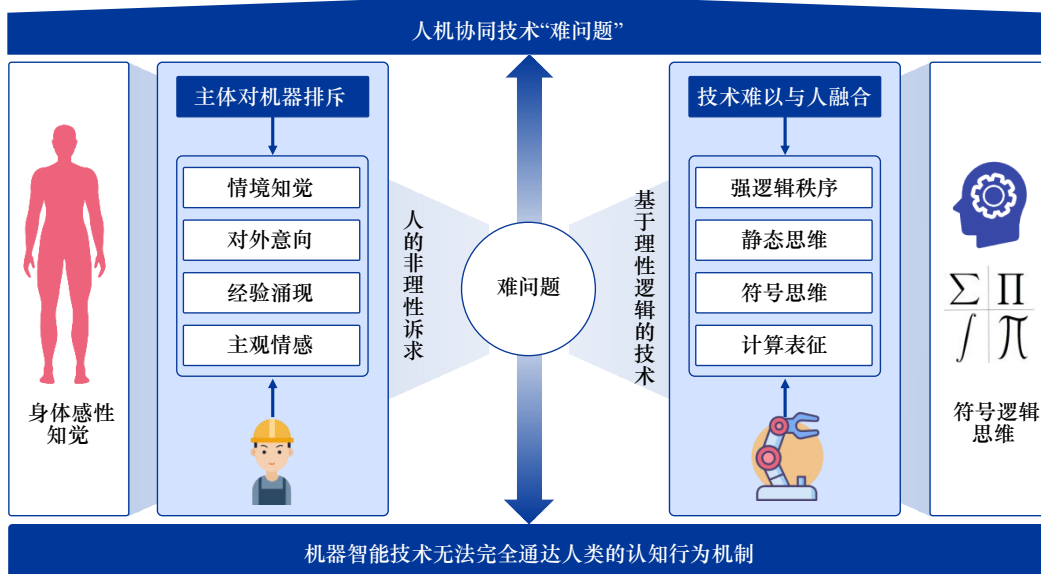 人机协同技术“难问题”
主体对机器排斥
情境知觉
对外意向
经验涌现
主观情感
身体感性
知觉
人的非理性诉求
难问题
基于理性逻辑的技术
技术难以与人融合
强逻辑秩序
静态思维
符号思维
计算表征
∑ ∏
∫ π
符号逻辑
思维
机器智能技术无法完全通达人类的认知行为机制